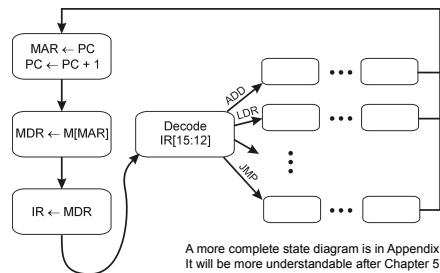 MAR ← PC
PC ← PC + 1
MDR ← M[MAR]
IR ← MDR
Decode
IR[15:12]
ADD
LDR
JMP
A more complete state diagram is in Appendix
It will be more understandable after Chapter 5